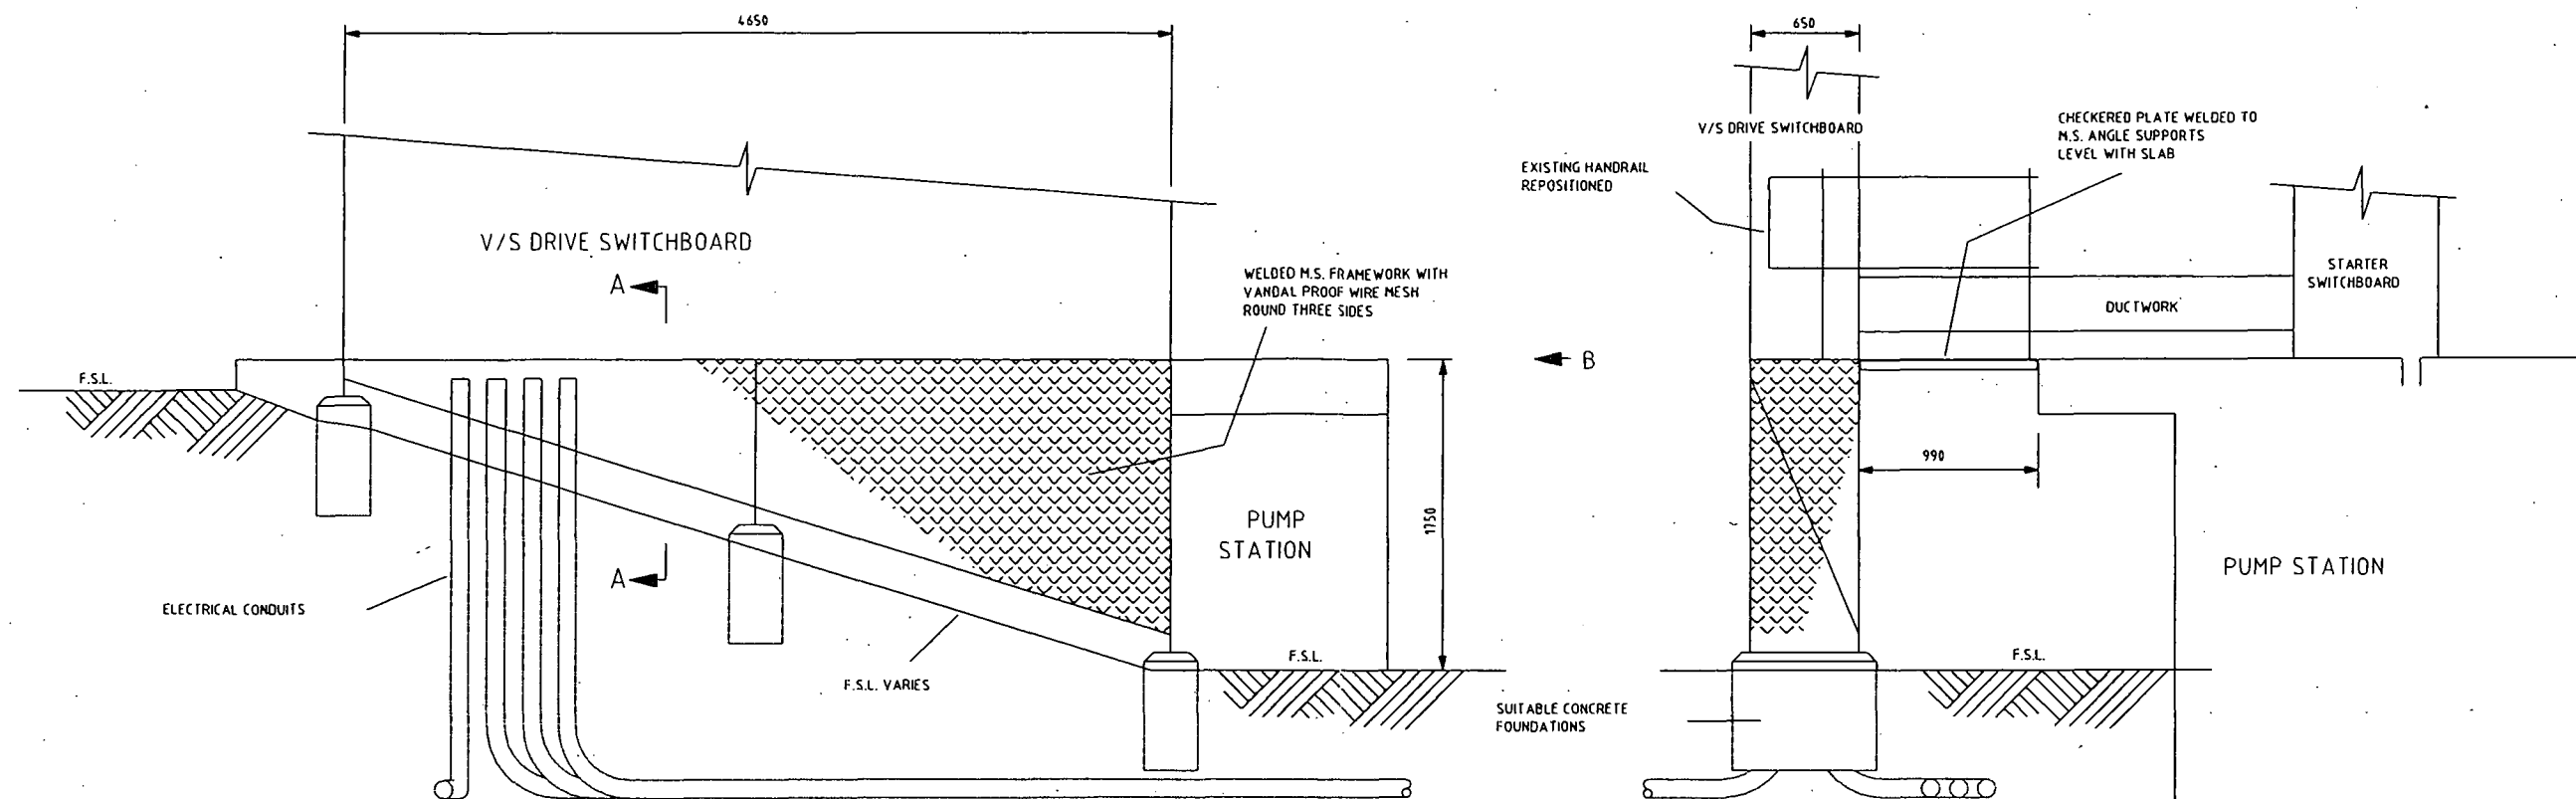 4650
650
V/S DRIVE SWITCHBOARD
CHECKERED PLATE WELDED TO
M.S. ANGLE SUPPORTS
LEVEL WITH SLAB
EXISTING HANDRAIL
REPOSITIONED
V/S DRIVE SWITCHBOARD
A
WELDED M.S. FRAMEWORK WITH
VANDAL PROOF WIRE MESH
ROUND THREE SIDES
STARTER
SWITCHBOARD
DUCTWORK
B
F.S.L.
990
1750
PUMP
STATION
A
PUMP STATION
ELECTRICAL CONDUITS
F.S.L.
F.S.L.
F.S.L. VARIES
SUITABLE CONCRETE
FOUNDATIONS